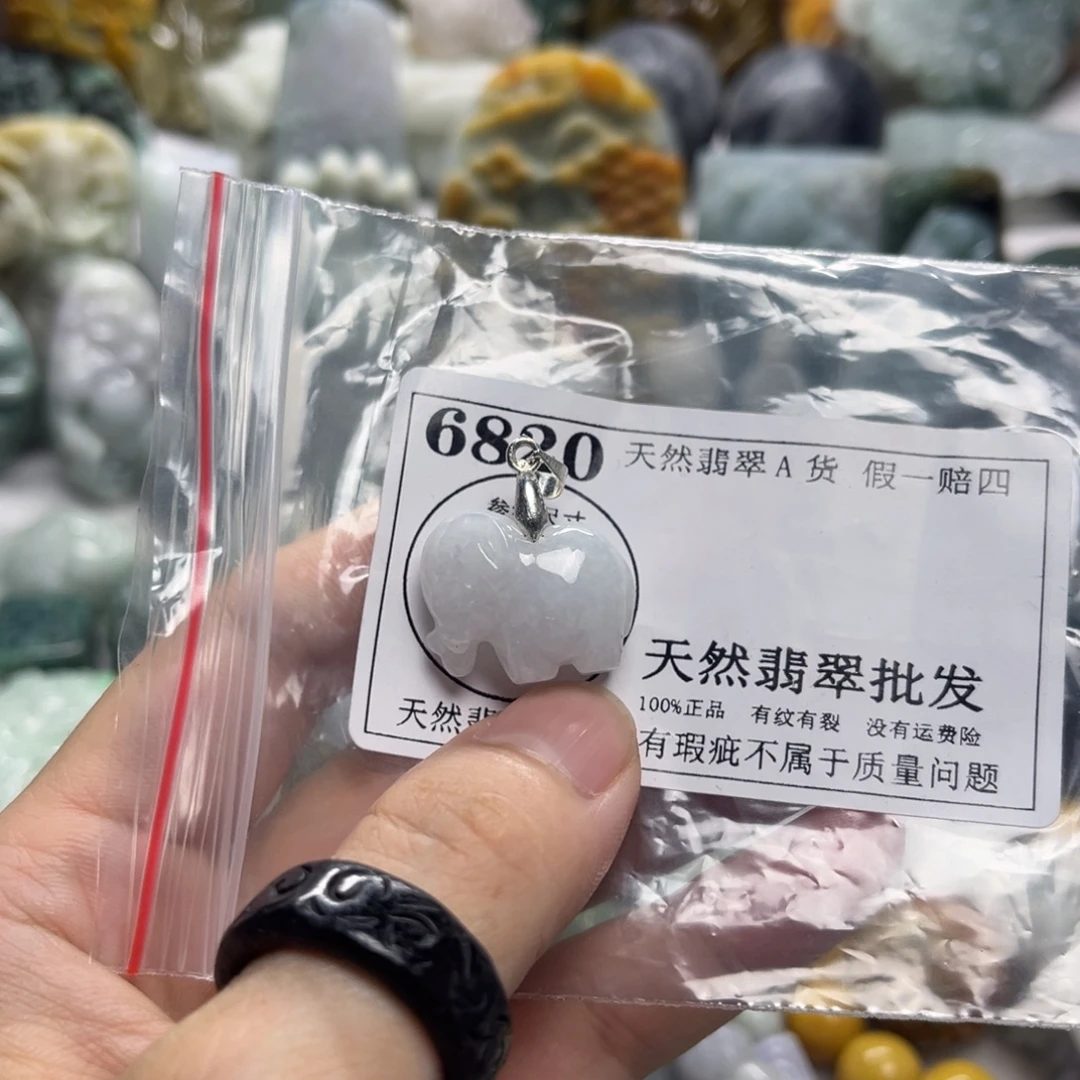 6820 天然翡翠A货 假一赔四
天然翡翠批发
100%正品 有纹有裂 没有运费险
天然 有瑕疵不属于质量问题